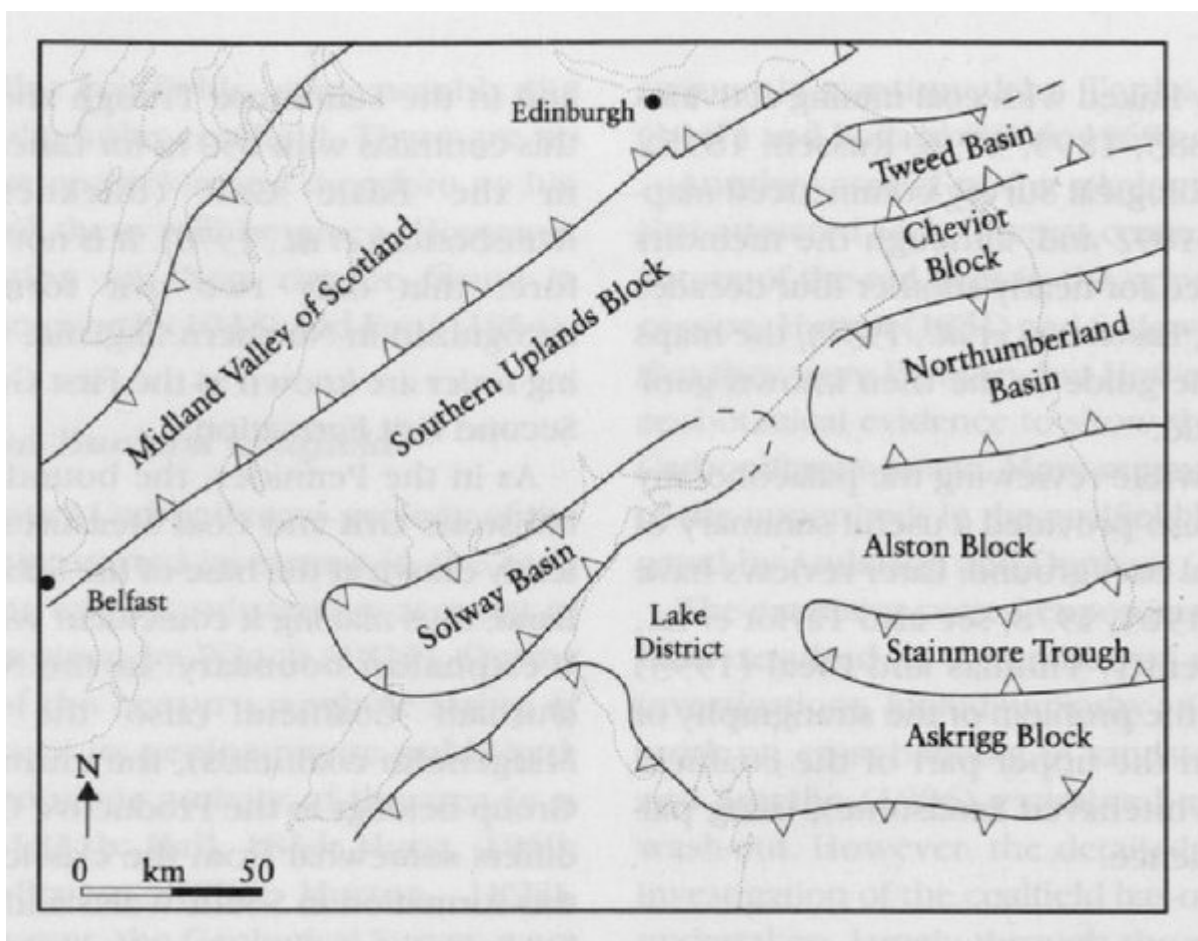 Edinburgh
Tweed Basin
Cheviot
Block
Midland Valley of Scotland
Southern Uplands Block
Northumberland
Basin
Alston Block
Belfast
Solway Basin
Lake
District
Stainmore Trough
Askrigg Block
N
0 km 50